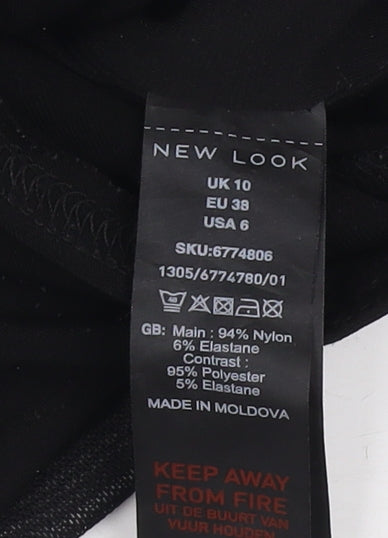 NEW LOOK
UK 10
EU 38
USA 6
SKU:6774806
1305/6774780/01
40
GB: Main : 94% Nylon
6% Elastane
Contrast :
95% Polyester
5% Elastane
MADE IN MOLDOVA
KEEP AWAY
FROM FIRE
UIT DE BUURT VAN
VUUR HOUDEN